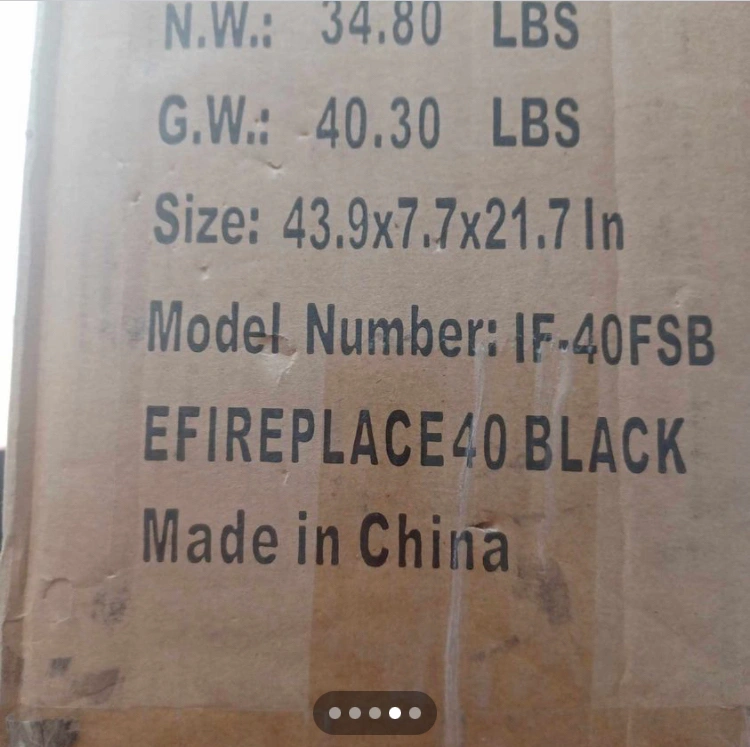 N.W.: 34.80 LBS
G.W.: 40.30 LBS
Size: 43.9x7.7x21.7 In
Model Number: IF-40FSB
EFIREPLACE40 BLACK
Made in China